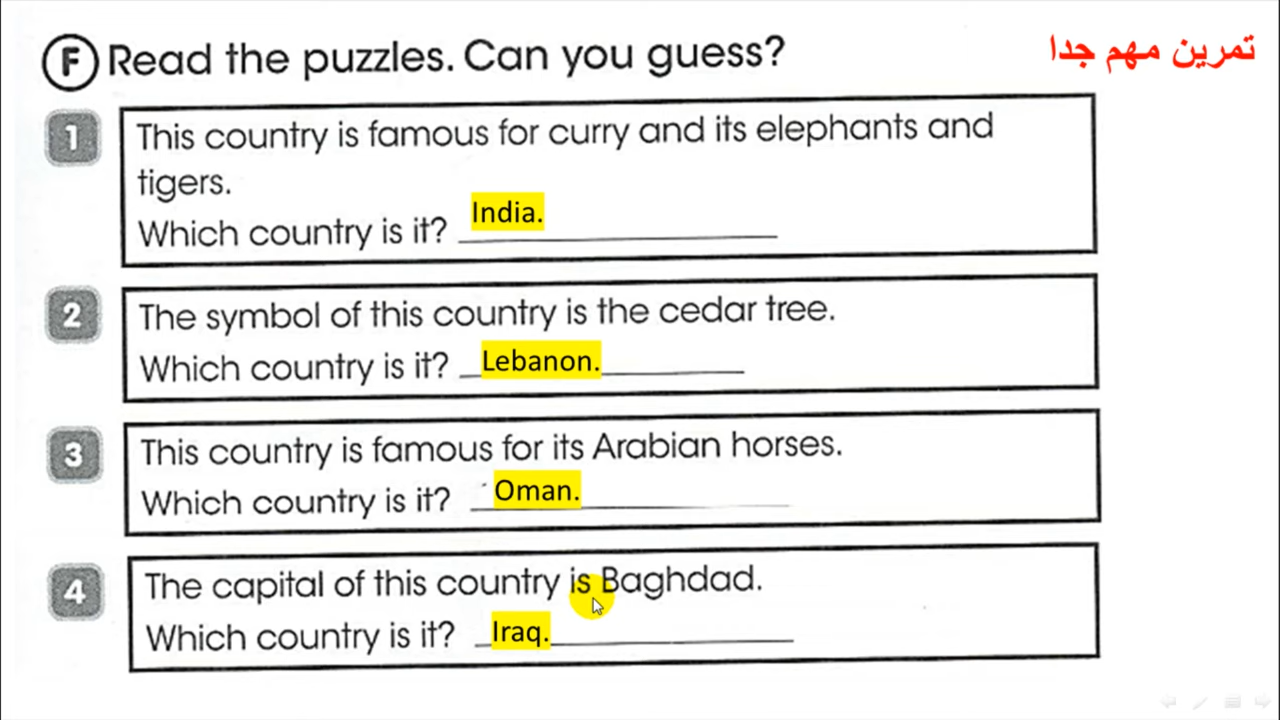 F Read the puzzles. Can you guess?
تمرين مهم جدا
1
This country is famous for curry and its elephants and
tigers.
Which country is it? India.
2
The symbol of this country is the cedar tree.
Which country is it? Lebanon.
3
This country is famous for its Arabian horses.
Which country is it? Oman.
4
The capital of this country is Baghdad.
Which country is it? Iraq.